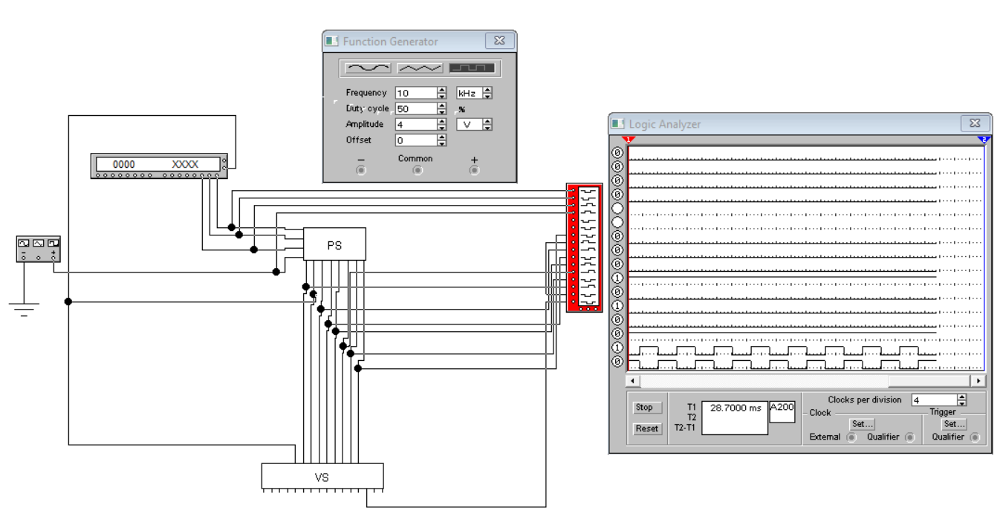 Function Generator
Frequency 10 kHz
Duty cycle 50 %
Amplitude 4 V
Offset 0
− Common +
0000 XXXX
− +
PS
VS
Logic Analyzer
1 2
0
0
0
0
0
0
0
1
0
1
0
0
1
0
Stop
Reset
T1 28.7000 ms A200
T2
T2-T1
Clocks per division 4
Clock Trigger
Set... Set...
External Qualifier Qualifier